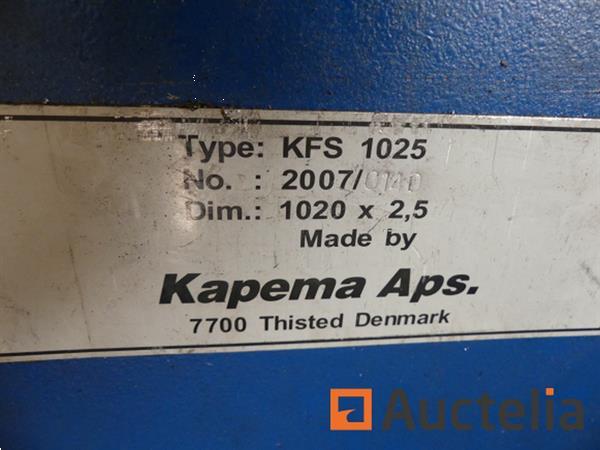 Type: KFS 1025
No. : 2007/
Dim.: 1020 x 2,5
Made by
Kapema Aps.
7700 Thisted Denmark
Auctelia